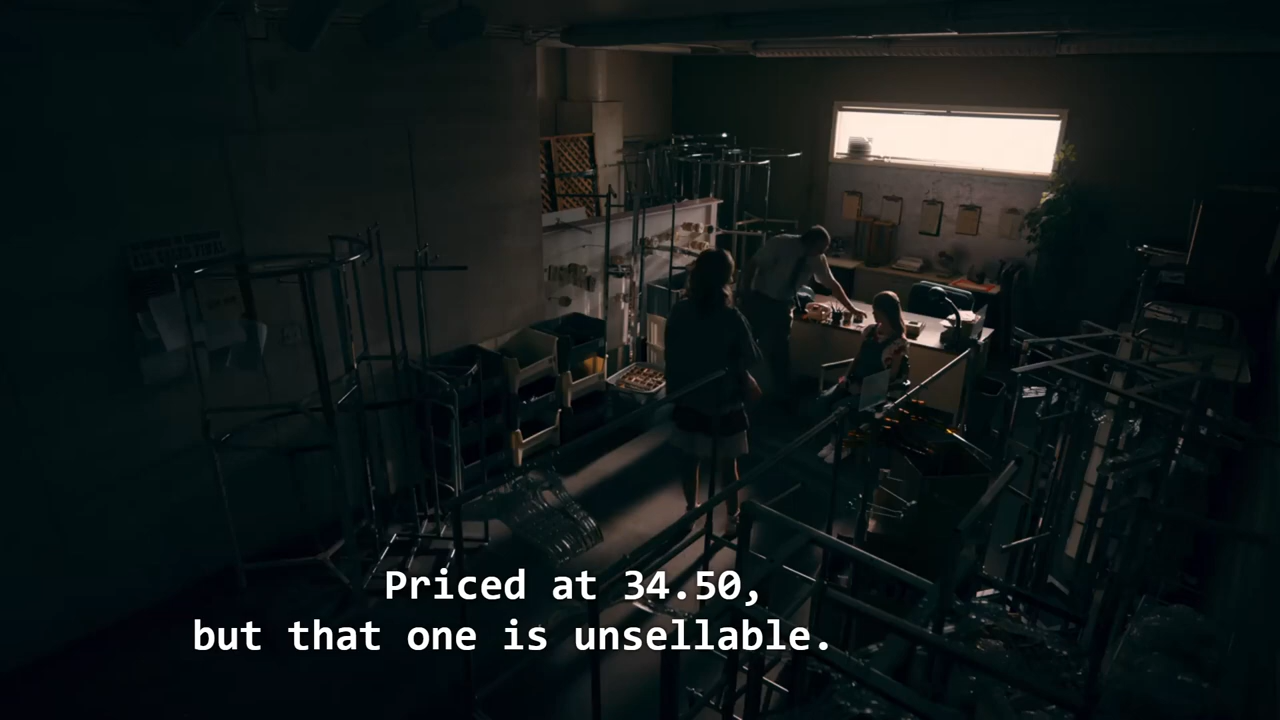 Priced at 34.50,
but that one is unsellable.